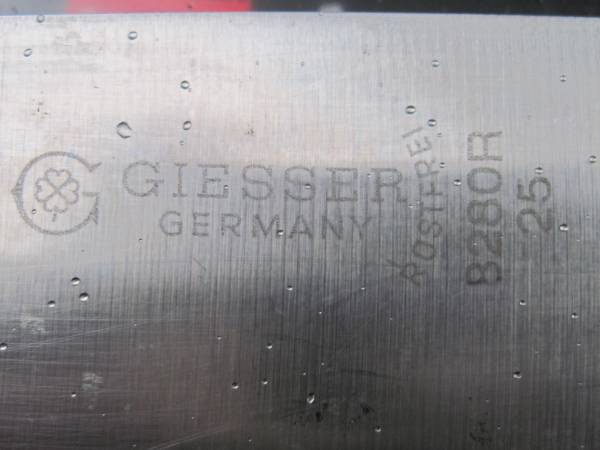 GIESSER
GERMANY
ROSTFREI
8280R
25